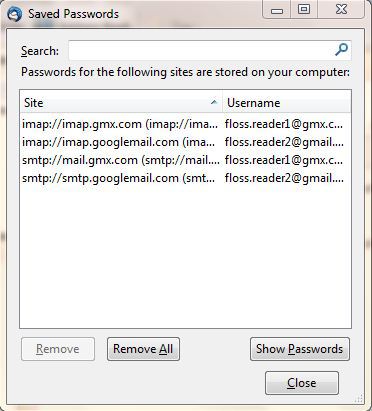 Saved Passwords
Search:
Passwords for the following sites are stored on your computer:
Site Username
imap://imap.gmx.com (imap://ima... floss.reader1@gmx.c...
imap://imap.googlemail.com (ima... floss.reader2@gmail....
smtp://mail.gmx.com (smtp://mail.... floss.reader1@gmx.c...
smtp://smtp.googlemail.com (smt... floss.reader2@gmail....
Remove Remove All Show Passwords
Close